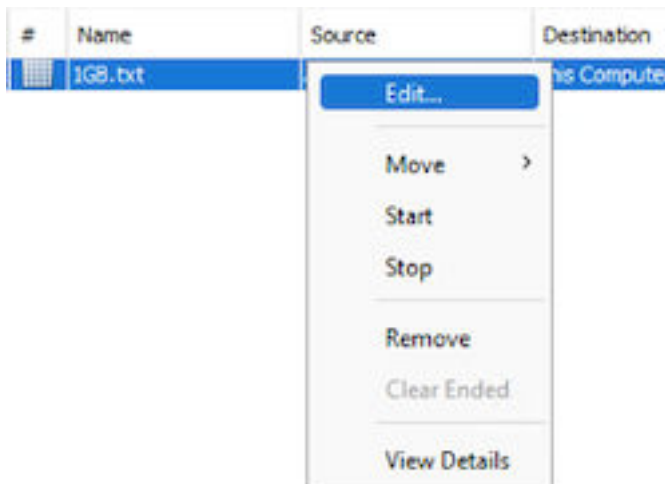 # Name Source Destination
1GB.txt his Compute
Edit...
Move
Start
Stop
Remove
Clear Ended
View Details